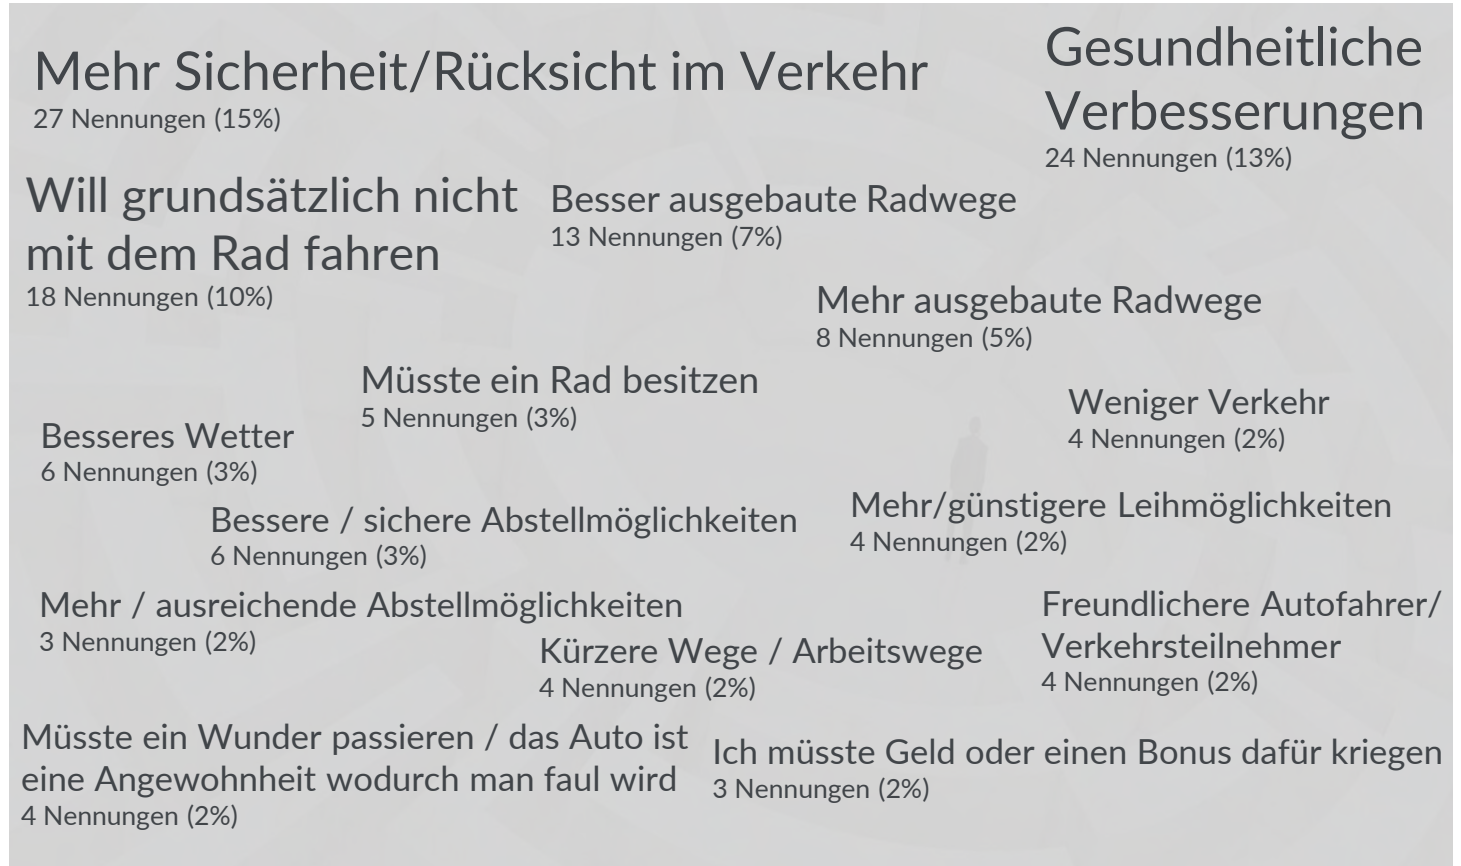 Mehr Sicherheit/Rücksicht im Verkehr
27 Nennungen (15%)
Gesundheitliche
Verbesserungen
24 Nennungen (13%)
Will grundsätzlich nicht
mit dem Rad fahren
18 Nennungen (10%)
Besser ausgebaute Radwege
13 Nennungen (7%)
Mehr ausgebaute Radwege
8 Nennungen (5%)
Müsste ein Rad besitzen
5 Nennungen (3%)
Weniger Verkehr
4 Nennungen (2%)
Besseres Wetter
6 Nennungen (3%)
Bessere / sichere Abstellmöglichkeiten
6 Nennungen (3%)
Mehr/günstigere Leihmöglichkeiten
4 Nennungen (2%)
Mehr / ausreichende Abstellmöglichkeiten
3 Nennungen (2%)
Kürzere Wege / Arbeitswege
4 Nennungen (2%)
Freundlichere Autofahrer/
Verkehrsteilnehmer
4 Nennungen (2%)
Müsste ein Wunder passieren / das Auto ist
eine Angewohnheit wodurch man faul wird
4 Nennungen (2%)
Ich müsste Geld oder einen Bonus dafür kriegen
3 Nennungen (2%)